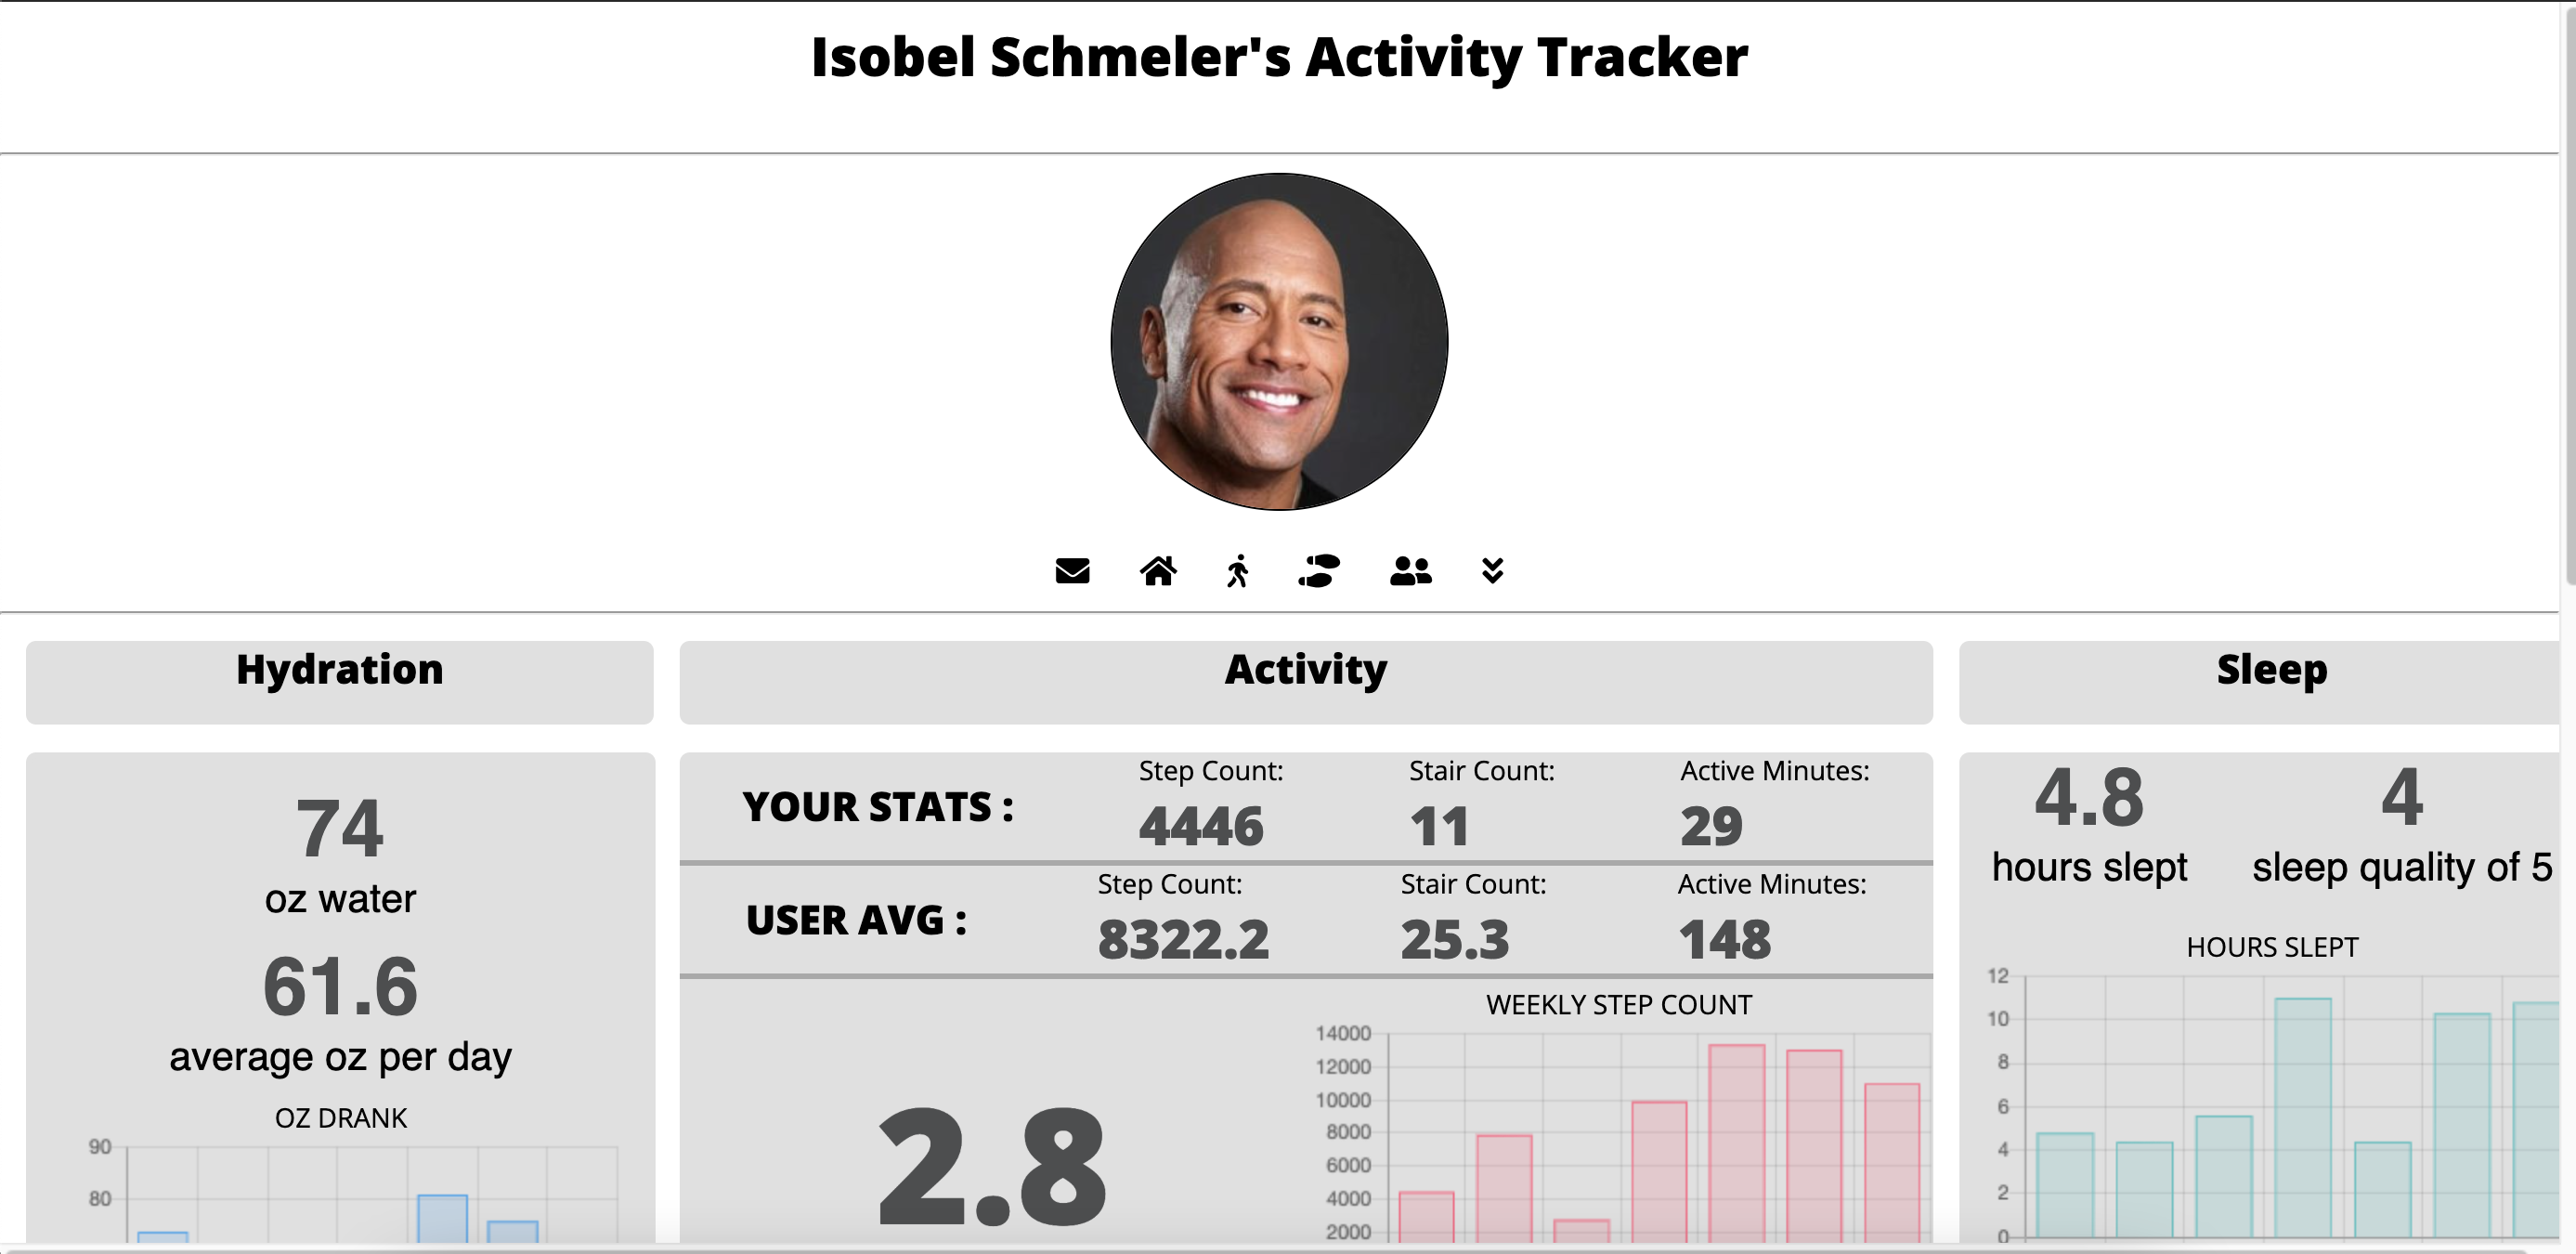 Isobel Schmeler's Activity Tracker
Hydration
74
oz water
61.6
average oz per day
OZ DRANK
90
80
Activity
YOUR STATS :
Step Count:
4446
Stair Count:
11
Active Minutes:
29
USER AVG :
Step Count:
8322.2
Stair Count:
25.3
Active Minutes:
148
2.8
WEEKLY STEP COUNT
14000
12000
10000
8000
6000
4000
2000
Sleep
4.8
hours slept
4
sleep quality of 5
HOURS SLEPT
12
10
8
6
4
2
0